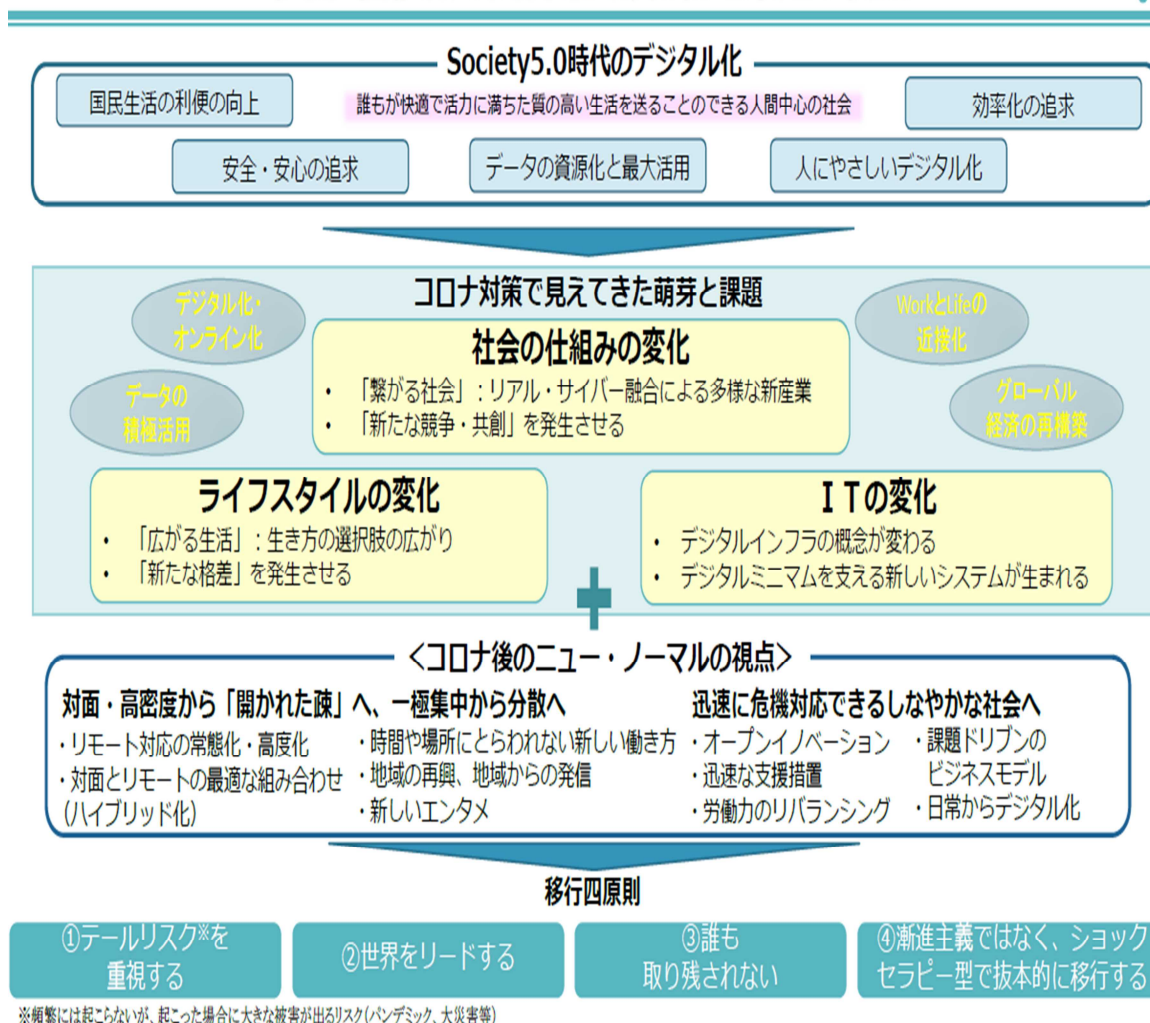 Society5.0時代のデジタル化
国民生活の利便の向上
誰もが快適で活力に満ちた質の高い生活を送ることのできる人間中心の社会
効率化の追求
安全・安心の追求
データの資源化と最大活用
人にやさしいデジタル化
コロナ対策で見えてきた萌芽と課題
デジタル化・
オンライン化
WorkとLifeの
近接化
データの
積極活用
グローバル
経済の再構築
社会の仕組みの変化
・ 「繋がる社会」:リアル・サイバー融合による多様な新産業
・ 「新たな競争・共創」を発生させる
ライフスタイルの変化
・ 「広がる生活」:生き方の選択肢の広がり
・ 「新たな格差」を発生させる
ITの変化
・ デジタルインフラの概念が変わる
・ デジタルミニマムを支える新しいシステムが生まれる
<コロナ後のニュー・ノーマルの視点>
対面・高密度から「開かれた疎」へ、一極集中から分散へ
・リモート対応の常態化・高度化
・対面とリモートの最適な組み合わせ
(ハイブリッド化)
・時間や場所にとらわれない新しい働き方
・地域の再興、地域からの発信
・新しいエンタメ
迅速に危機対応できるしなやかな社会へ
・オープンイノベーション
・迅速な支援措置
・労働力のリバランシング
・課題ドリブンの
ビジネスモデル
・日常からデジタル化
移行四原則
①テールリスク※を
重視する
②世界をリードする
③誰も
取り残されない
④漸進主義ではなく、ショック
セラピー型で抜本的に移行する
※頻繁には起こらないが、起こった場合に大きな被害が出るリスク(パンデミック、大災害等)